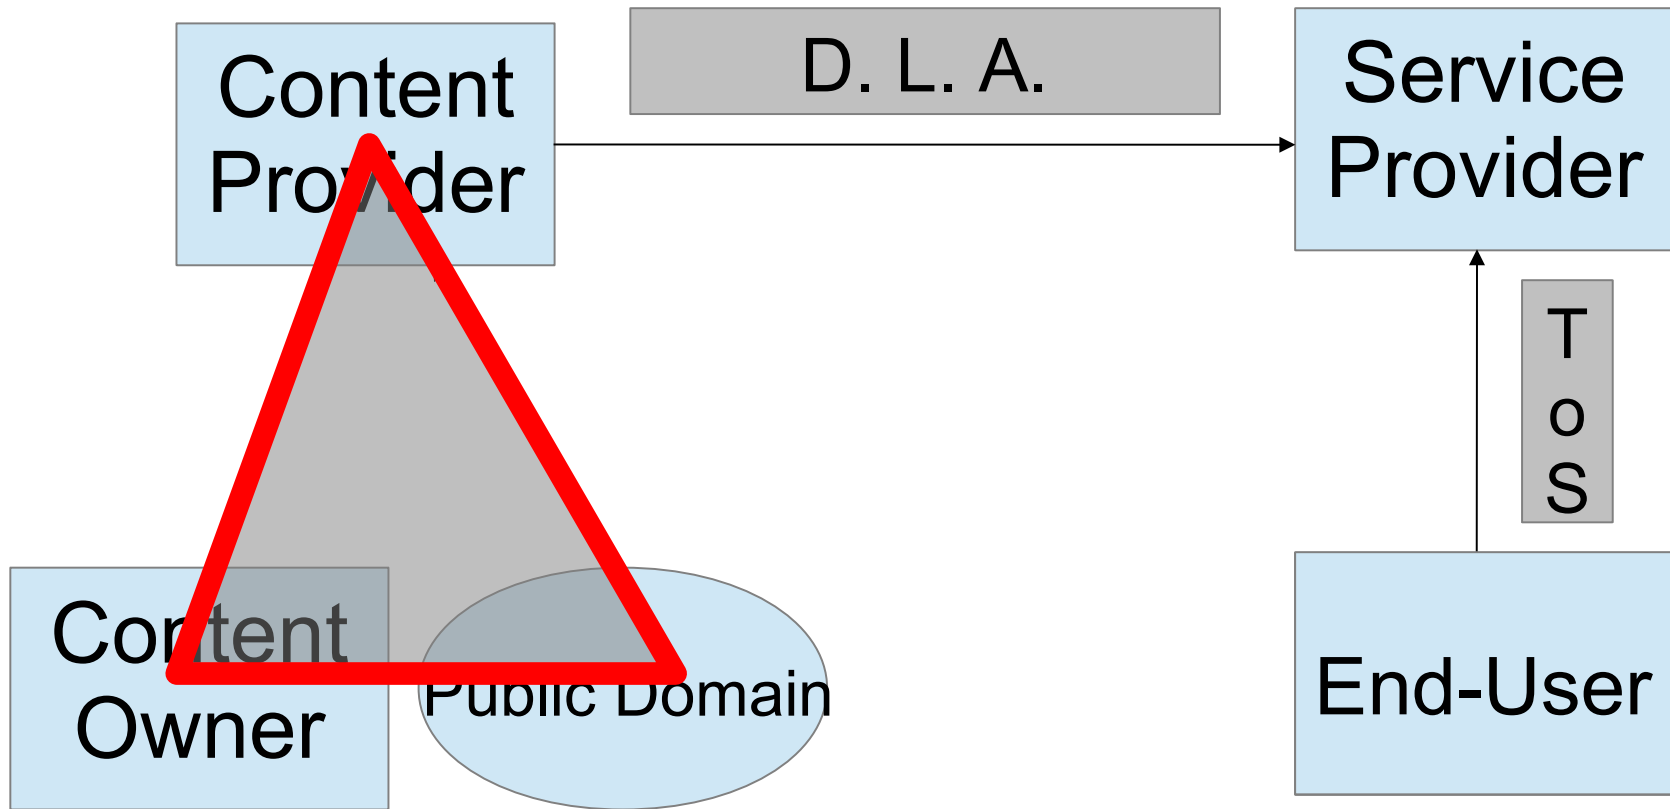 Content
Provider
D. L. A.
Service
Provider
T
o
S
Content
Owner
Public Domain
End-User